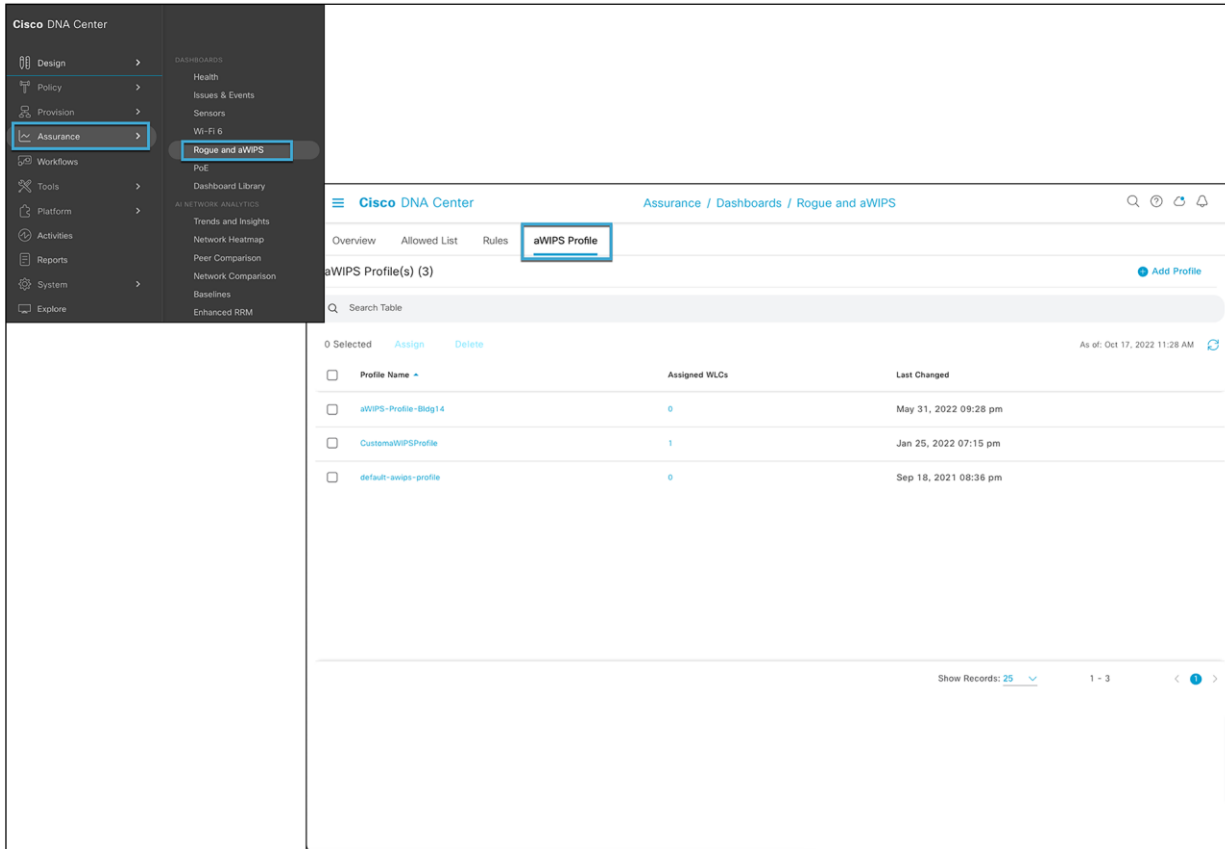 Cisco DNA Center
Design
Policy
Provision
Assurance
Workflows
Tools
Platform
Activities
Reports
System
Explore
DASHBOARDS
Health
Issues & Events
Sensors
Wi-Fi 6
Rogue and aWIPS
PoE
Dashboard Library
AI NETWORK ANALYTICS
Trends and Insights
Network Heatmap
Peer Comparison
Network Comparison
Baselines
Enhanced RRM
Cisco DNA Center Assurance / Dashboards / Rogue and aWIPS
Overview Allowed List Rules aWIPS Profile
aWIPS Profile(s) (3) Add Profile
Search Table
0 Selected Assign Delete As of: Oct 17, 2022 11:28 AM
Profile Name Assigned WLCs Last Changed
aWIPS-Profile-Bldg14 0 May 31, 2022 09:28 pm
CustomaWIPSProfile 1 Jan 25, 2022 07:15 pm
default-awips-profile 0 Sep 18, 2021 08:36 pm
Show Records: 25 1 - 3 1